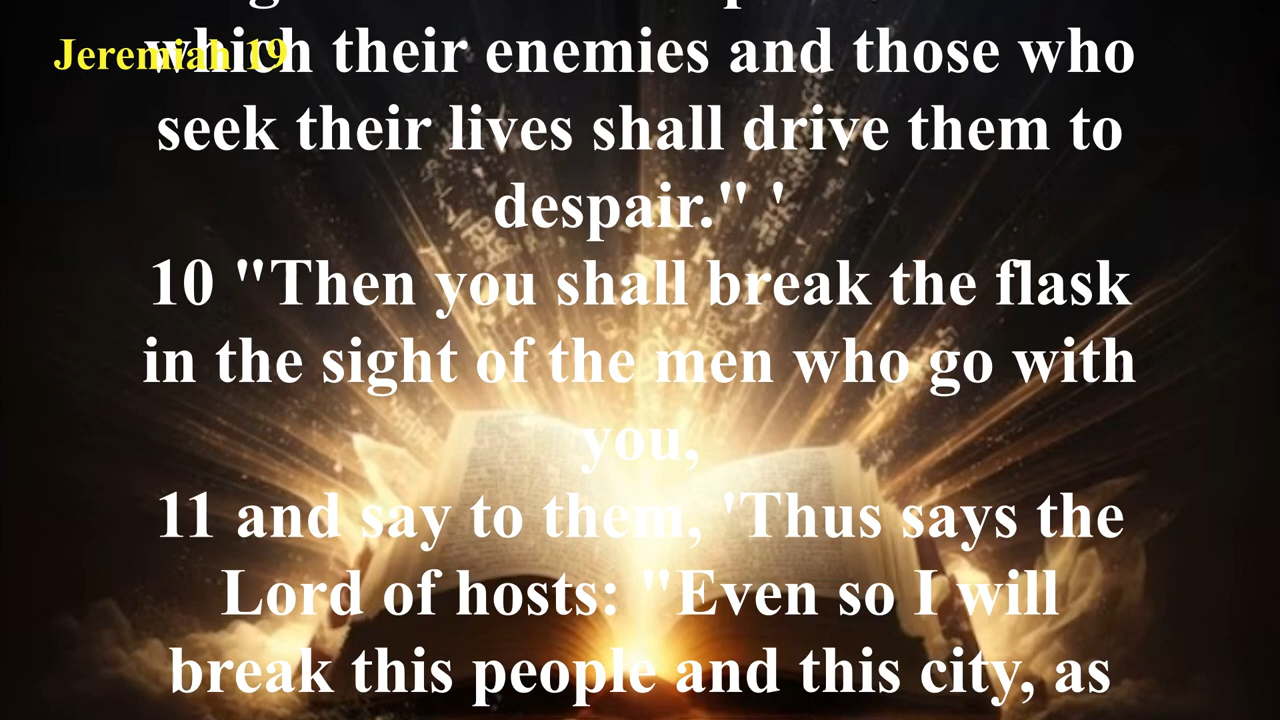 Jeremiah 19
which their enemies and those who
seek their lives shall drive them to
despair." '
10 "Then you shall break the flask
in the sight of the men who go with
you,
11 and say to them, 'Thus says the
Lord of hosts: "Even so I will
break this people and this city, as